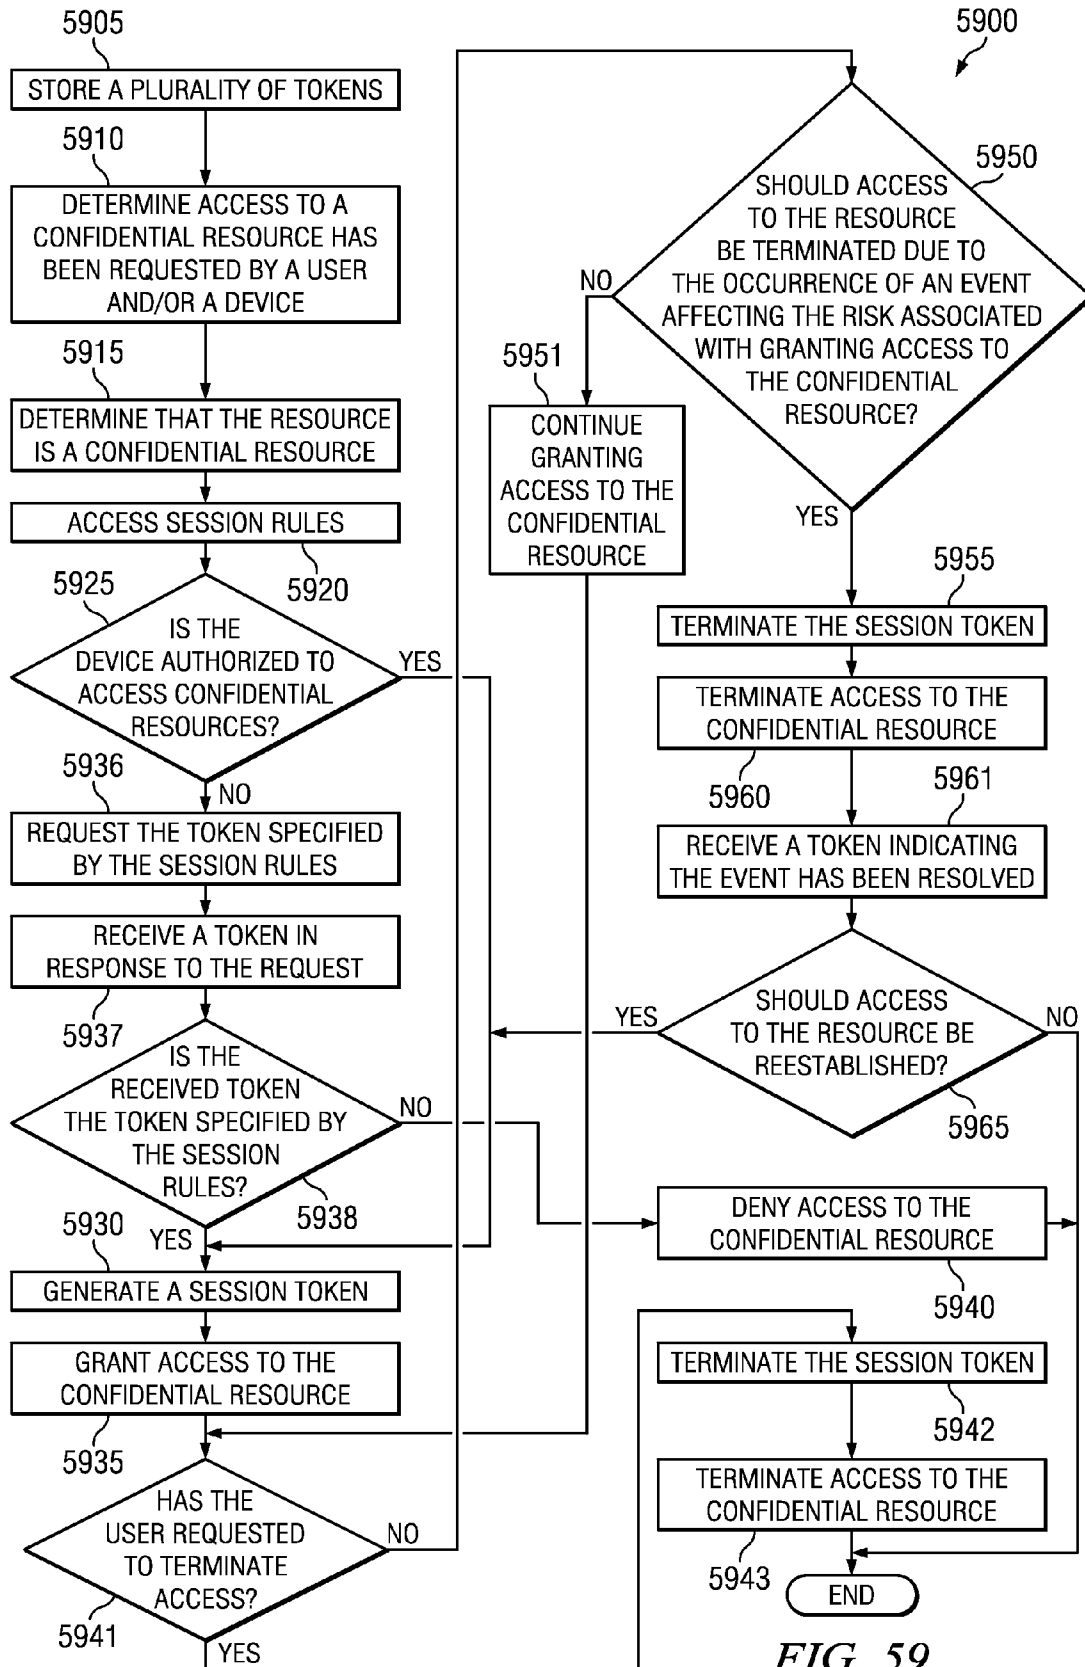 5905
STORE A PLURALITY OF TOKENS
5910
DETERMINE ACCESS TO A
CONFIDENTIAL RESOURCE HAS
BEEN REQUESTED BY A USER
AND/OR A DEVICE
5915
DETERMINE THAT THE RESOURCE
IS A CONFIDENTIAL RESOURCE
ACCESS SESSION RULES
5920
5925
IS THE
DEVICE AUTHORIZED TO
ACCESS CONFIDENTIAL
RESOURCES?
YES
NO
5936
REQUEST THE TOKEN SPECIFIED
BY THE SESSION RULES
RECEIVE A TOKEN IN
RESPONSE TO THE REQUEST
5937
IS THE
RECEIVED TOKEN
THE TOKEN SPECIFIED BY
THE SESSION
RULES?
NO
5938
YES
5930
GENERATE A SESSION TOKEN
GRANT ACCESS TO THE
CONFIDENTIAL RESOURCE
5935
HAS THE
USER REQUESTED
TO TERMINATE
ACCESS?
NO
5941
YES
5900
5950
SHOULD ACCESS
TO THE RESOURCE
BE TERMINATED DUE TO
THE OCCURRENCE OF AN EVENT
AFFECTING THE RISK ASSOCIATED
WITH GRANTING ACCESS TO
THE CONFIDENTIAL
RESOURCE?
NO
5951
CONTINUE
GRANTING
ACCESS TO THE
CONFIDENTIAL
RESOURCE
YES
5955
TERMINATE THE SESSION TOKEN
TERMINATE ACCESS TO THE
CONFIDENTIAL RESOURCE
5960
5961
RECEIVE A TOKEN INDICATING
THE EVENT HAS BEEN RESOLVED
SHOULD ACCESS
TO THE RESOURCE BE
REESTABLISHED?
YES
NO
5965
DENY ACCESS TO THE
CONFIDENTIAL RESOURCE
5940
TERMINATE THE SESSION TOKEN
5942
TERMINATE ACCESS TO THE
CONFIDENTIAL RESOURCE
5943
END
FIG. 59